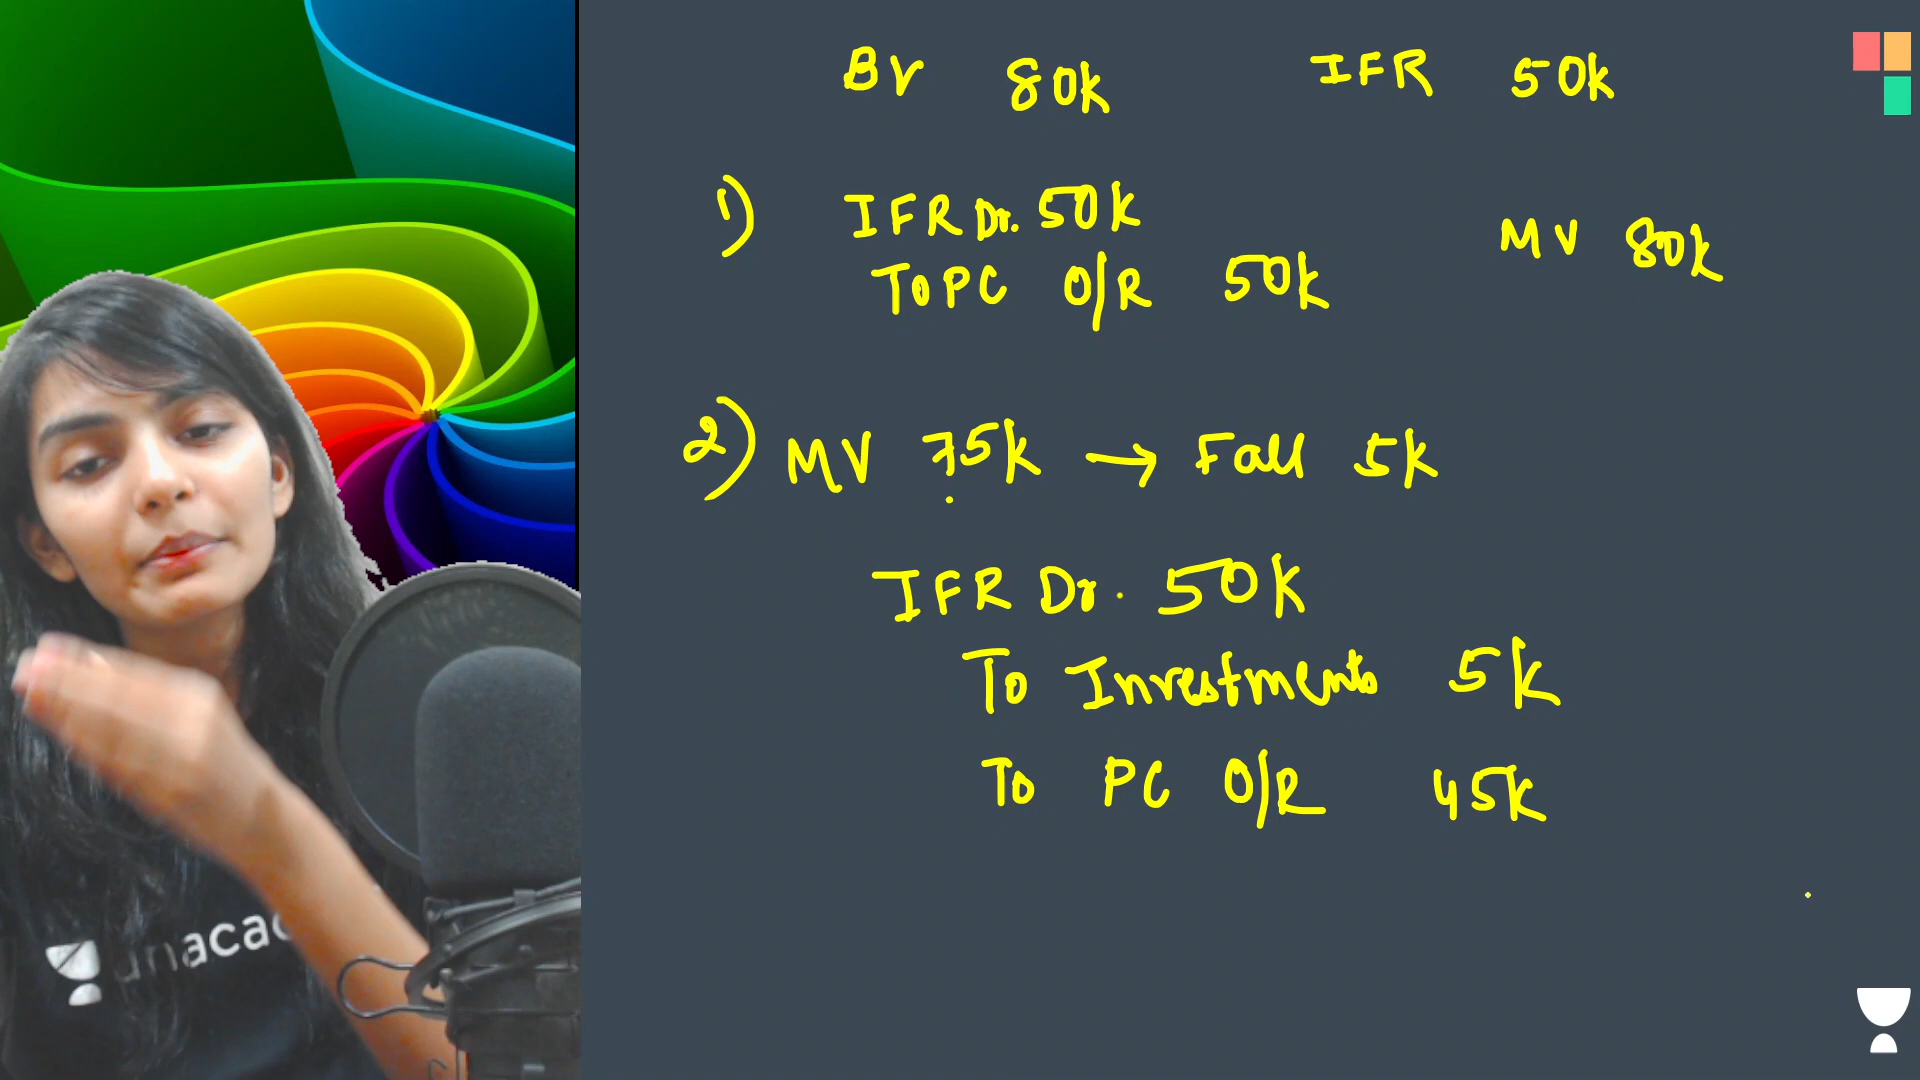 BV 80k IFR 50k
1) IFR Dr. 50k
To PC O/R 50k
MV 80k
2) MV 75k → Fall 5k
IFR Dr. 50k
To Investments 5k
To PC O/R 45k
unacad